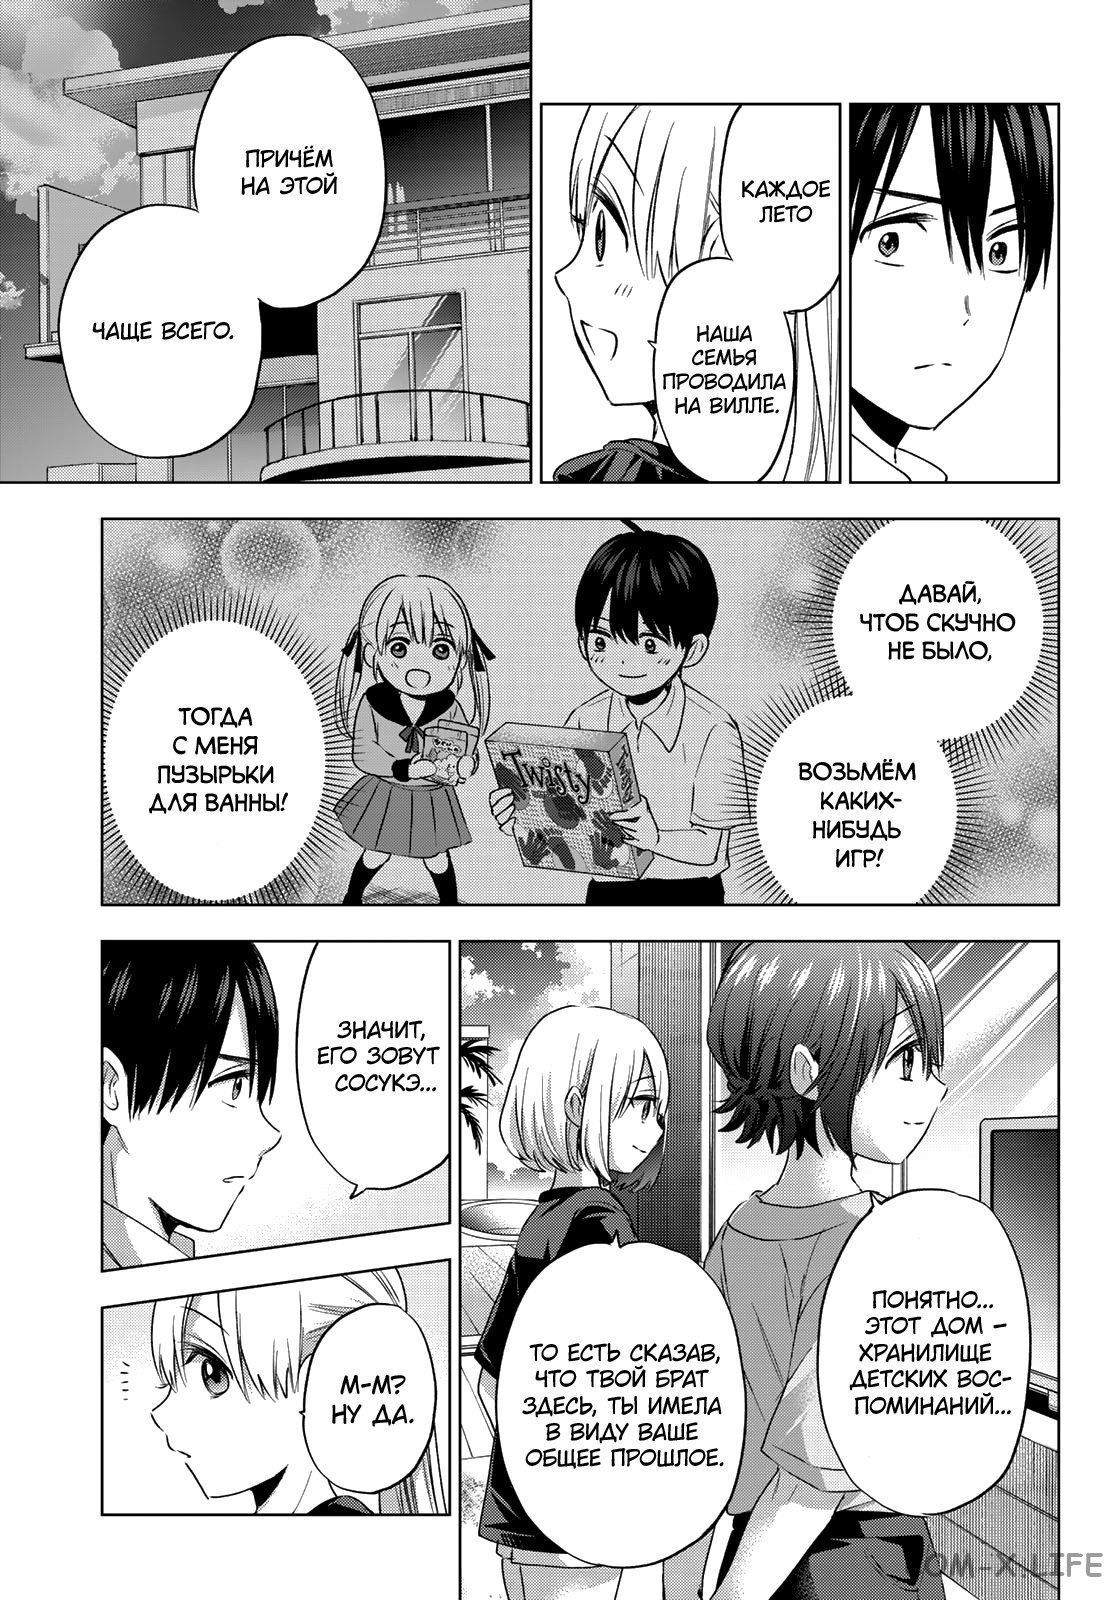 КАЖДОЕ
ЛЕТО
НАША
СЕМЬЯ
ПРОВОДИЛА
НА ВИЛЛЕ.
ПРИЧЁМ
НА ЭТОЙ
ЧАЩЕ ВСЕГО.
ДАВАЙ,
ЧТОБ СКУЧНО
НЕ БЫЛО,
ВОЗЬМЁМ
КАКИХ-
НИБУДЬ
ИГР!
Twisty
ТОГДА
С МЕНЯ
ПУЗЫРЬКИ
ДЛЯ ВАННЫ!
ПОНЯТНО...
ЭТОТ ДОМ –
ХРАНИЛИЩЕ
ДЕТСКИХ ВОС-
ПОМИНАНИЙ...
ТО ЕСТЬ СКАЗАВ,
ЧТО ТВОЙ БРАТ
ЗДЕСЬ, ТЫ ИМЕЛА
В ВИДУ ВАШЕ
ОБЩЕЕ ПРОШЛОЕ.
ЗНАЧИТ,
ЕГО ЗОВУТ
СОСУКЭ...
М-М?
НУ ДА.
OM-X.LIFE